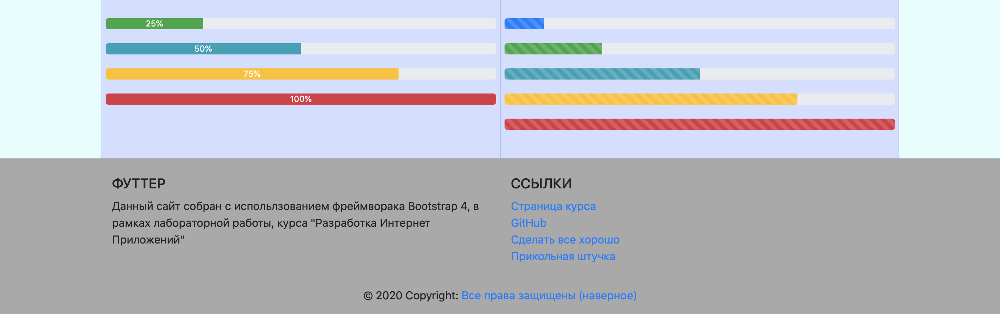 25%
50%
75%
100%
ФУТТЕР
Данный сайт собран с использзованием фреймворака Bootstrap 4, в
рамках лабораторной работы, курса "Разработка Интернет
Приложений"
ССЫЛКИ
Страница курса
GitHub
Сделать все хорошо
Прикольная штучка
© 2020 Copyright: Все права защищены (наверное)